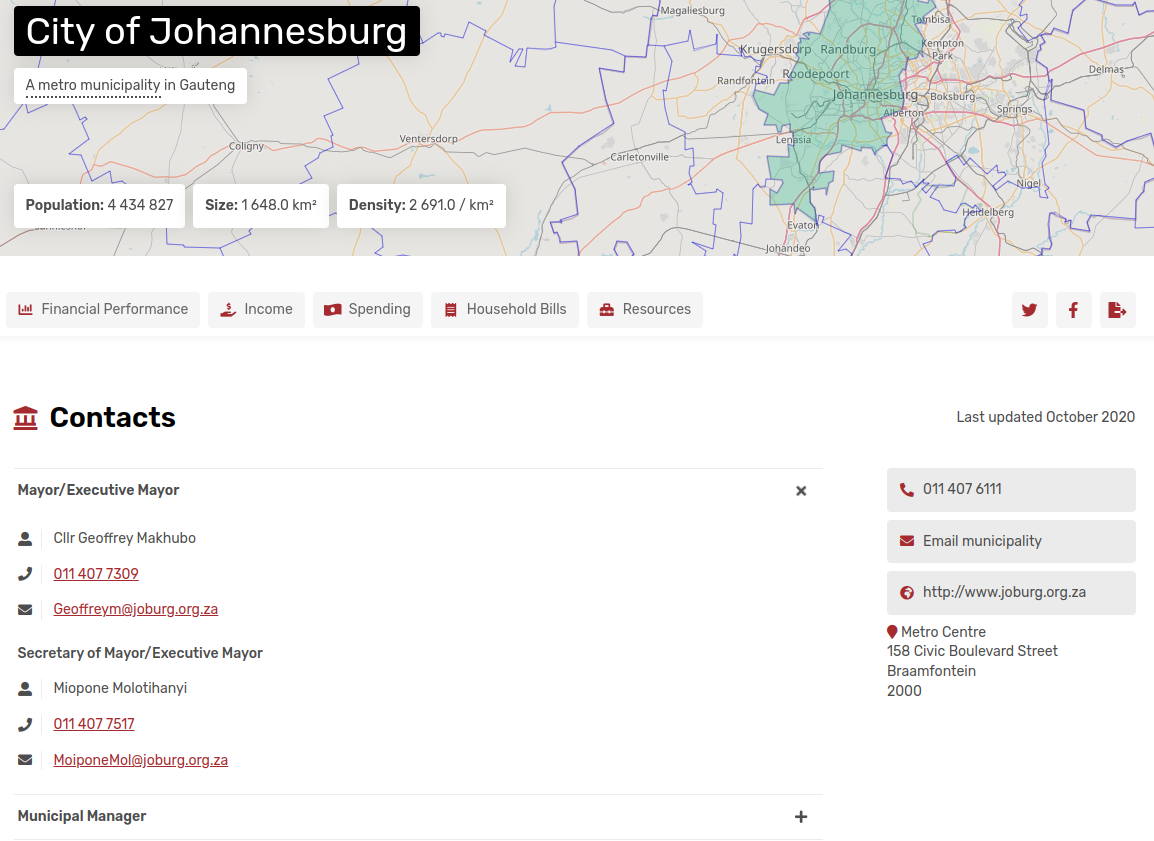 City of Johannesburg
A metro municipality in Gauteng
Magaliesburg
Tembisa
Krugersdorp
Randburg
Kempton
Park
Roodepoort
Randfontein
Delmas
Johannesburg
Boksburg
Springs
Alberton
Ventersdorp
Coligny
Lenasia
Carletonville
Nigel
Heidelberg
Evaton
Johandeo
Population: 4 434 827
Size: 1 648.0 km²
Density: 2 691.0 / km²
Financial Performance
Income
Spending
Household Bills
Resources
Contacts
Last updated October 2020
Mayor/Executive Mayor
Cllr Geoffrey Makhubo
011 407 7309
Geoffreym@joburg.org.za
Secretary of Mayor/Executive Mayor
Miopone Molotihanyi
011 407 7517
MoiponeMol@joburg.org.za
Municipal Manager
011 407 6111
Email municipality
http://www.joburg.org.za
Metro Centre
158 Civic Boulevard Street
Braamfontein
2000